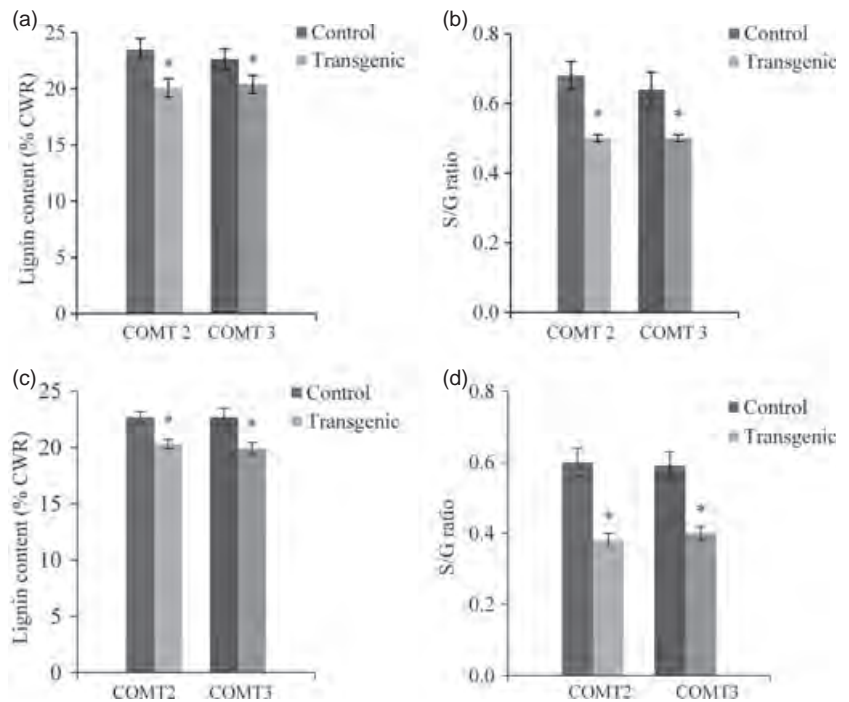 (a)
25
20
15
10
5
0
Lignin content (% CWR)
Control
Transgenic
*
*
COMT 2
COMT 3
(b)
0.8
0.6
0.4
0.2
0.0
S/G ratio
Control
Transgenic
*
*
COMT 2
COMT 3
(c)
25
20
15
10
5
0
Lignin content (% CWR)
Control
Transgenic
*
*
COMT2
COMT3
(d)
0.8
0.6
0.4
0.2
0.0
S/G ratio
Control
Transgenic
*
*
COMT2
COMT3